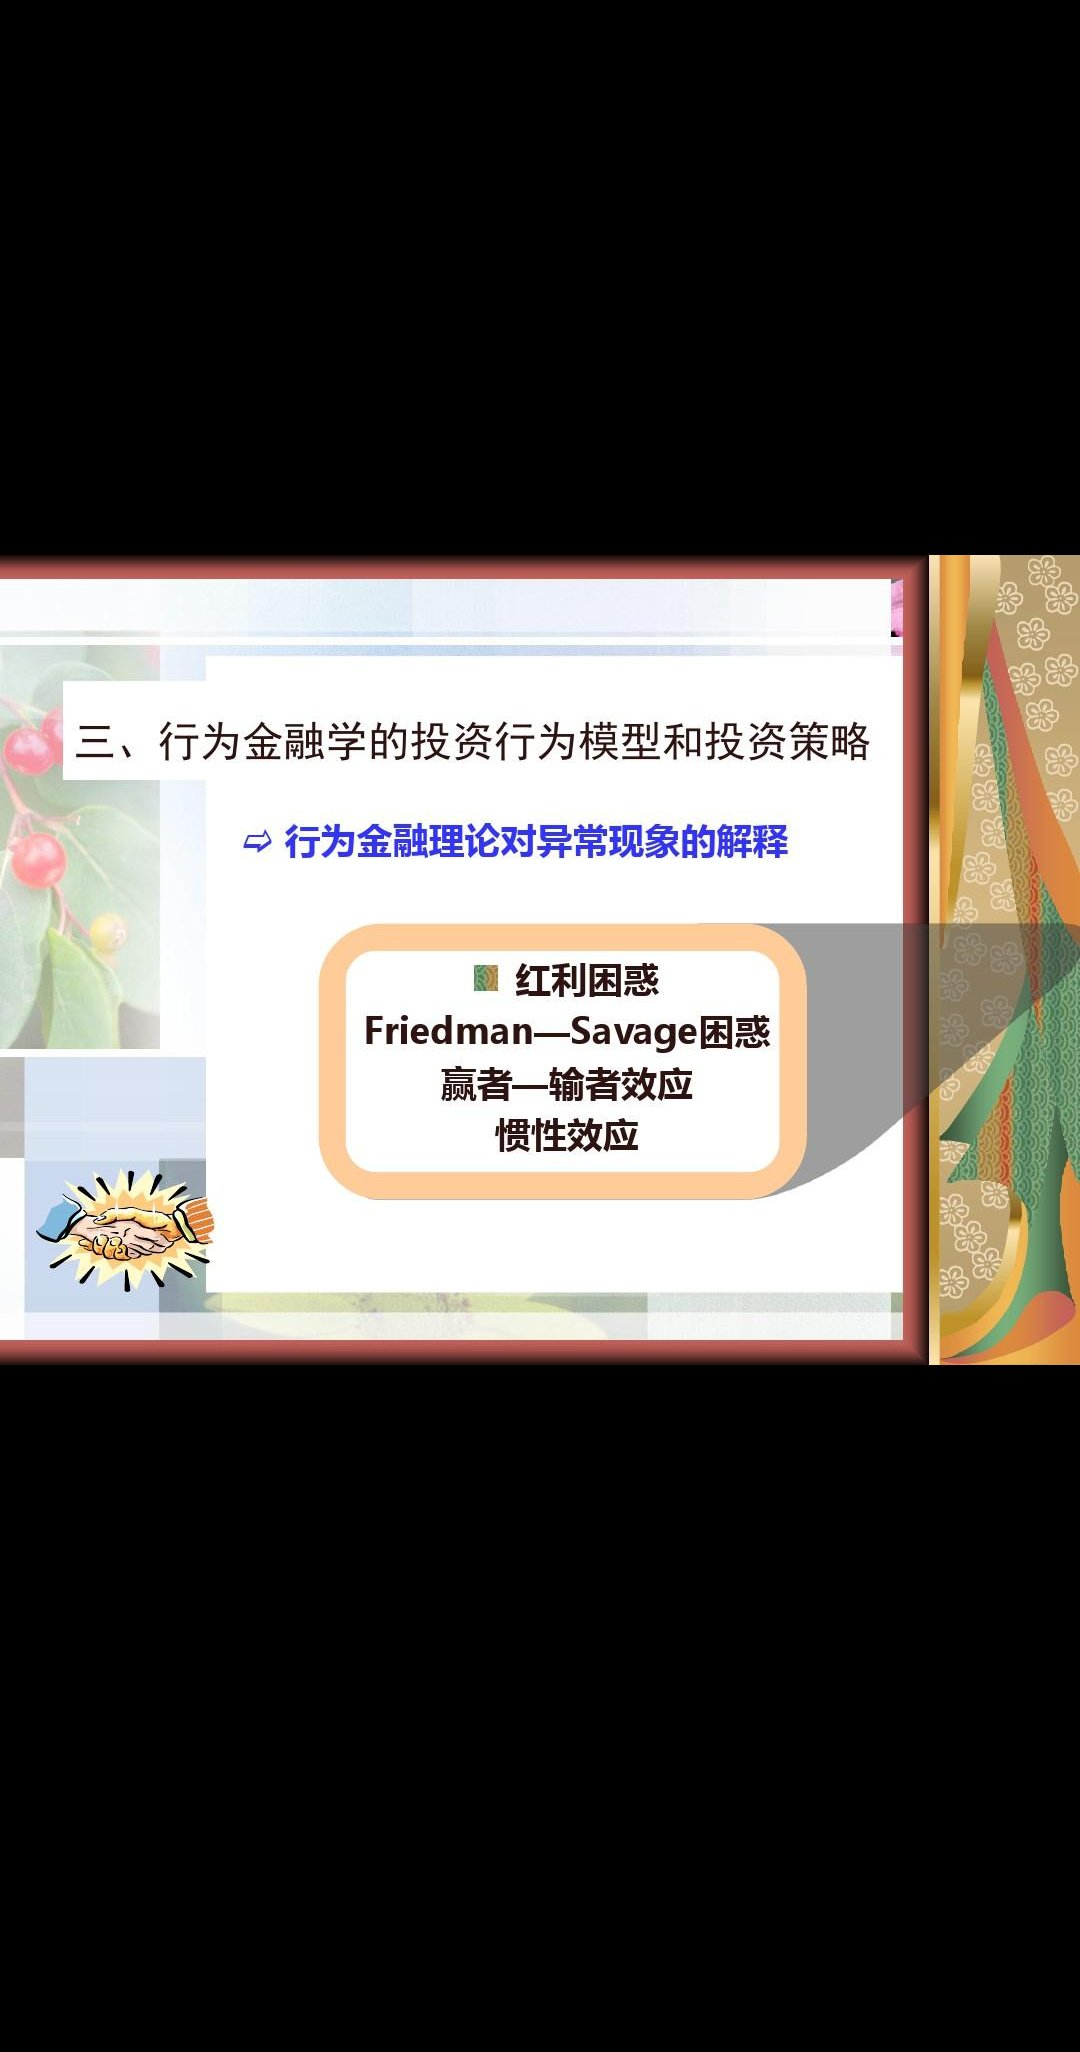 三、行为金融学的投资行为模型和投资策略
行为金融理论对异常现象的解释
红利困惑
Friedman—Savage困惑
赢者—输者效应
惯性效应